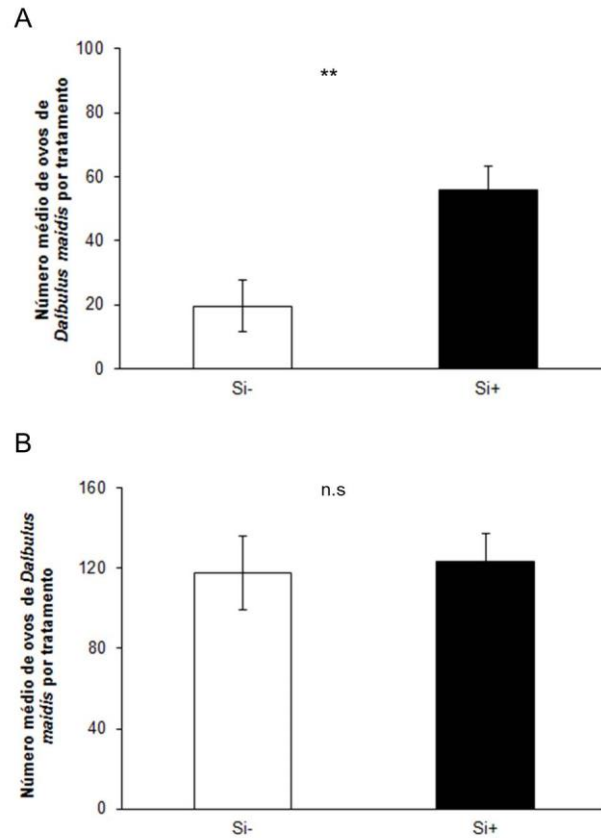 A
Número médio de ovos de
Dalbulus maidis por tratamento
100
80
60
40
20
0
**
Si-
Si+
B
Número médio de ovos de Dalbulus
maidis por tratamento
160
120
80
40
0
n.s
Si-
Si+